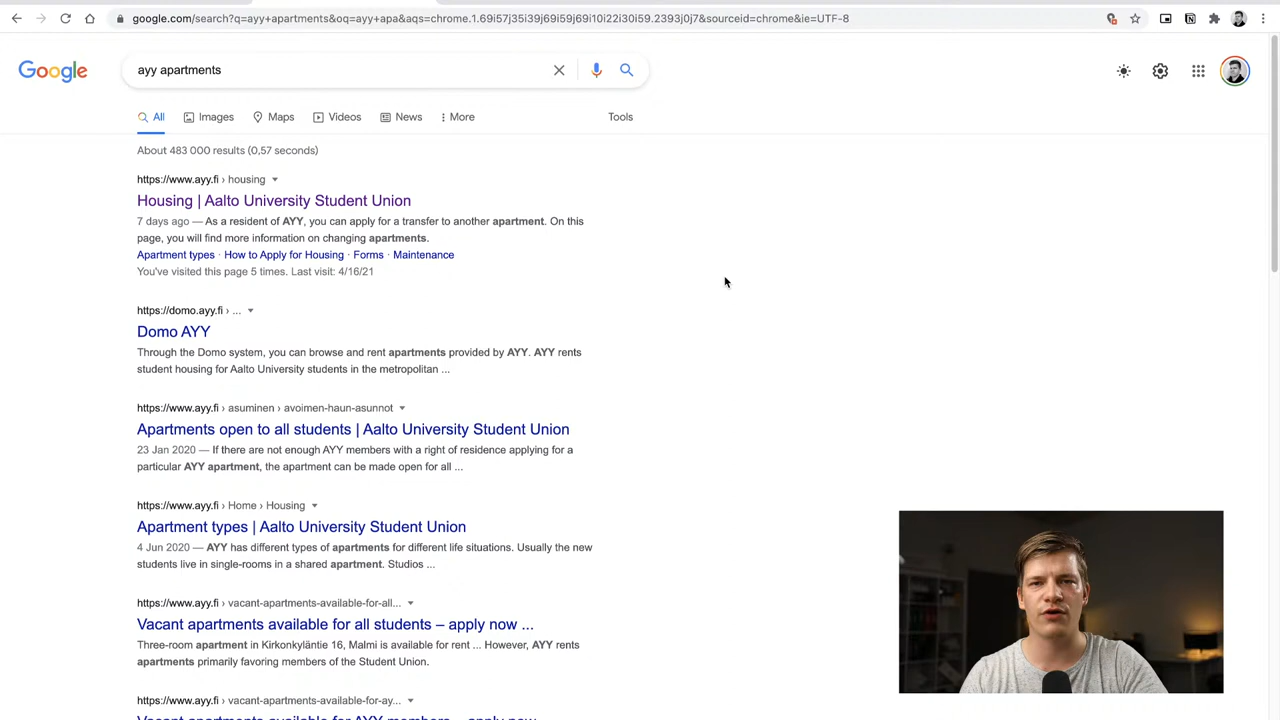 google.com/search?q=ayy+apartments&oq=ayy+apa&aqs=chrome.1.69i57j35i39j69i59j69i10i22i30i59.2393j0j7&sourceid=chrome&ie=UTF-8
Google
ayy apartments
All Images Maps Videos News More Tools
About 483 000 results (0,57 seconds)
https://www.ayy.fi › housing
Housing | Aalto University Student Union
7 days ago — As a resident of AYY, you can apply for a transfer to another apartment. On this
page, you will find more information on changing apartments.
Apartment types · How to Apply for Housing · Forms · Maintenance
You've visited this page 5 times. Last visit: 4/16/21
https://domo.ayy.fi › ...
Domo AYY
Through the Domo system, you can browse and rent apartments provided by AYY. AYY rents
student housing for Aalto University students in the metropolitan ...
https://www.ayy.fi › asuminen › avoimen-haun-asunnot
Apartments open to all students | Aalto University Student Union
23 Jan 2020 — If there are not enough AYY members with a right of residence applying for a
particular AYY apartment, the apartment can be made open for all ...
https://www.ayy.fi › Home › Housing
Apartment types | Aalto University Student Union
4 Jun 2020 — AYY has different types of apartments for different life situations. Usually the new
students live in single-rooms in a shared apartment. Studios ...
https://www.ayy.fi › vacant-apartments-available-for-all...
Vacant apartments available for all students – apply now ...
Three-room apartment in Kirkonkyläntie 16, Malmi is available for rent ... However, AYY rents
apartments primarily favoring members of the Student Union.
https://www.ayy.fi › vacant-apartments-available-for-ay...
Vacant apartments available for AYY members – apply now